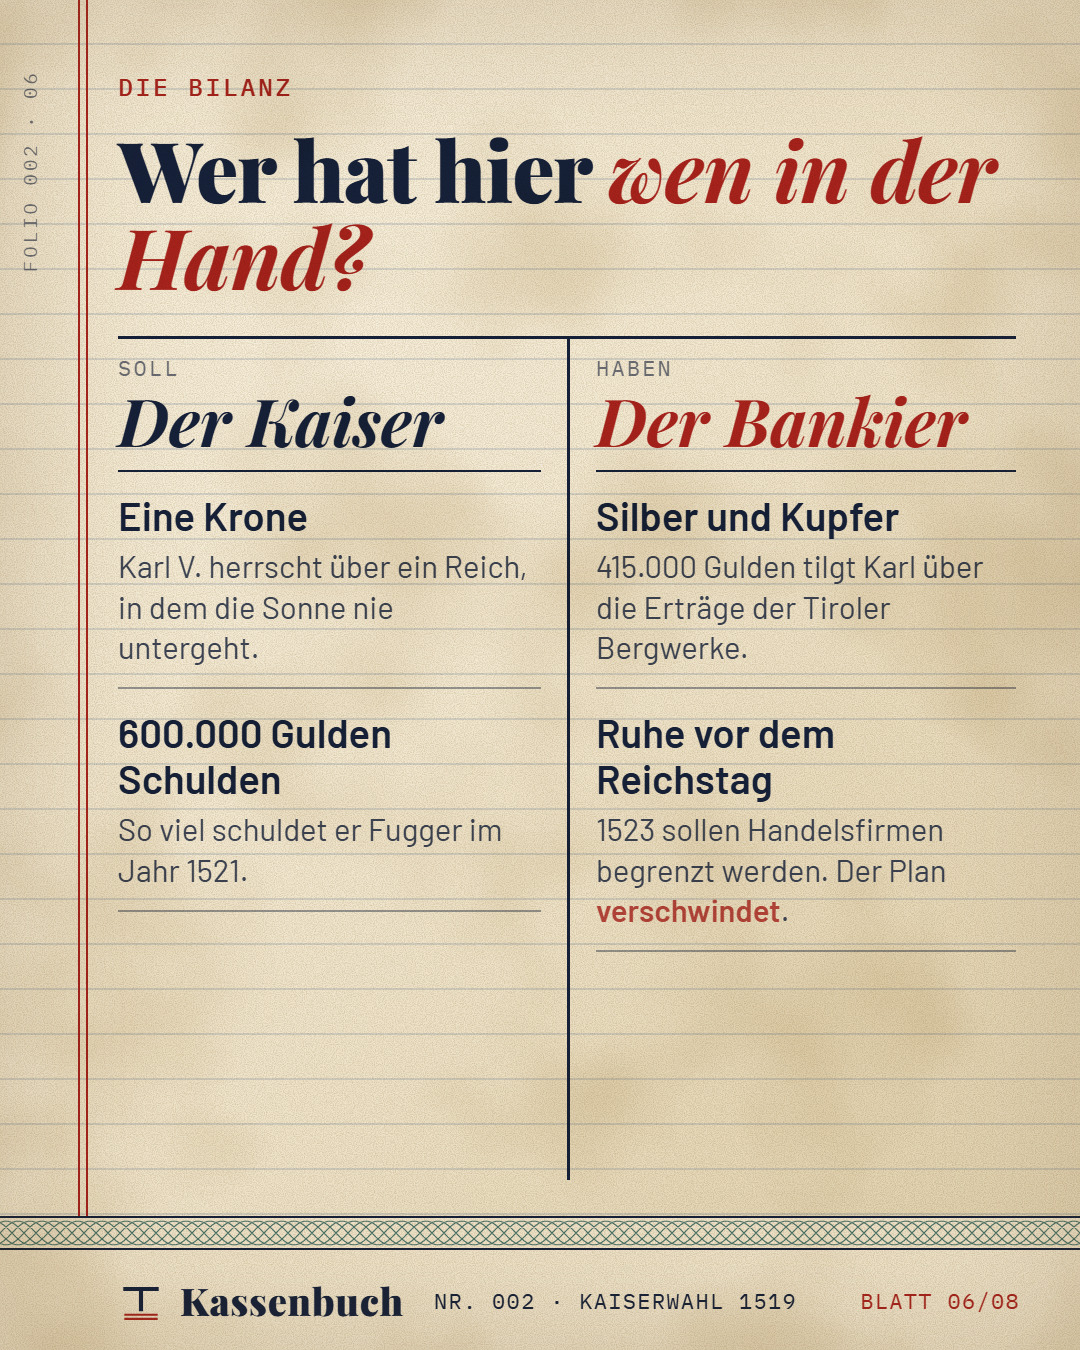 FOLIO 002 · 06
DIE BILANZ
Wer hat hier wen in der
Hand?
SOLL
Der Kaiser
Eine Krone
Karl V. herrscht über ein Reich,
in dem die Sonne nie
untergeht.
600.000 Gulden
Schulden
So viel schuldet er Fugger im
Jahr 1521.
HABEN
Der Bankier
Silber und Kupfer
415.000 Gulden tilgt Karl über
die Erträge der Tiroler
Bergwerke.
Ruhe vor dem
Reichstag
1523 sollen Handelsfirmen
begrenzt werden. Der Plan
verschwindet.
Kassenbuch
NR. 002 · KAISERWAHL 1519
BLATT 06/08